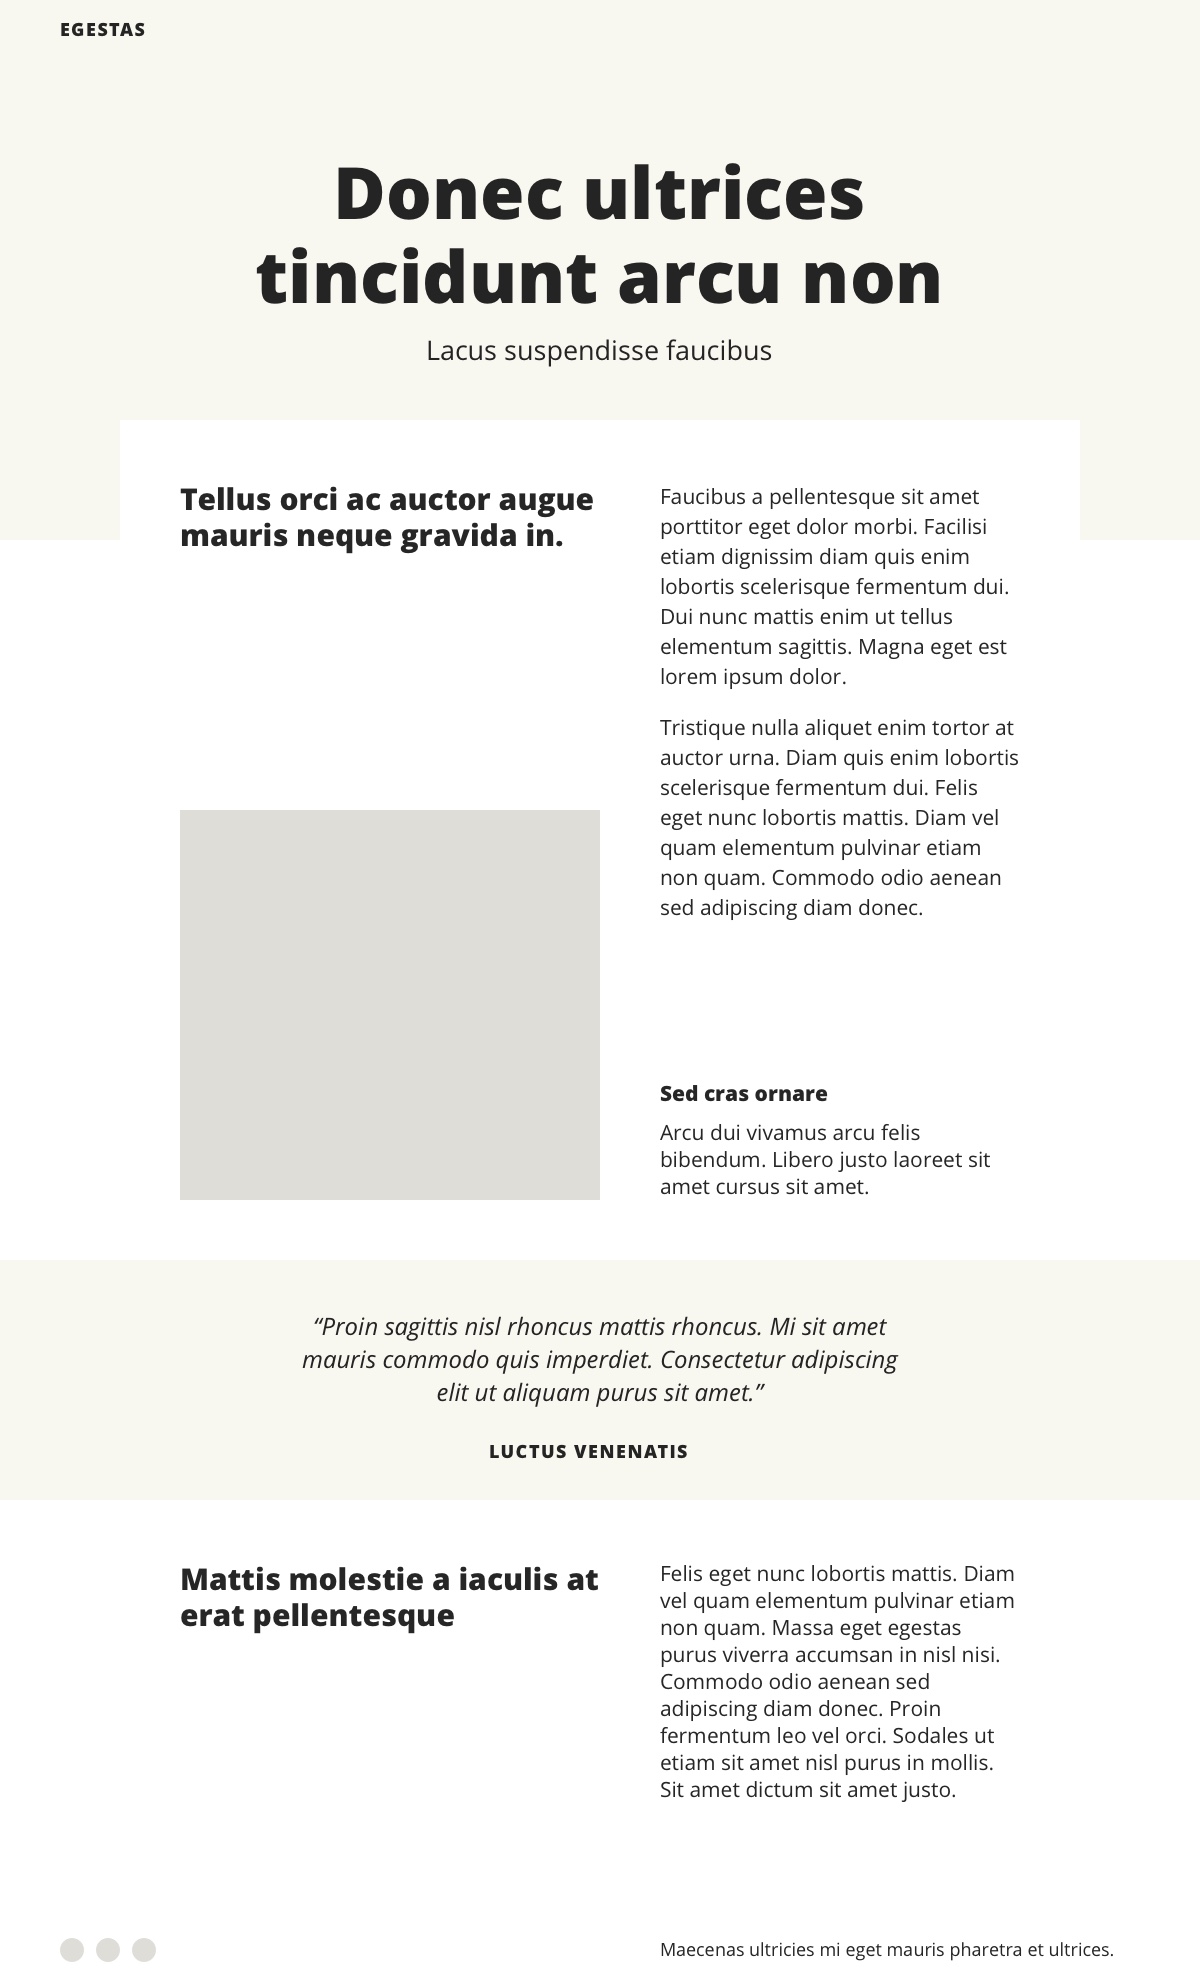 EGESTAS
Donec ultrices
tincidunt arcu non
Lacus suspendisse faucibus
Tellus orci ac auctor augue
mauris neque gravida in.
Faucibus a pellentesque sit amet
porttitor eget dolor morbi. Facilisi
etiam dignissim diam quis enim
lobortis scelerisque fermentum dui.
Dui nunc mattis enim ut tellus
elementum sagittis. Magna eget est
lorem ipsum dolor.
Tristique nulla aliquet enim tortor at
auctor urna. Diam quis enim lobortis
scelerisque fermentum dui. Felis
eget nunc lobortis mattis. Diam vel
quam elementum pulvinar etiam
non quam. Commodo odio aenean
sed adipiscing diam donec.
Sed cras ornare
Arcu dui vivamus arcu felis
bibendum. Libero justo laoreet sit
amet cursus sit amet.
“Proin sagittis nisl rhoncus mattis rhoncus. Mi sit amet
mauris commodo quis imperdiet. Consectetur adipiscing
elit ut aliquam purus sit amet.”
LUCTUS VENENATIS
Mattis molestie a iaculis at
erat pellentesque
Felis eget nunc lobortis mattis. Diam
vel quam elementum pulvinar etiam
non quam. Massa eget egestas
purus viverra accumsan in nisl nisi.
Commodo odio aenean sed
adipiscing diam donec. Proin
fermentum leo vel orci. Sodales ut
etiam sit amet nisl purus in mollis.
Sit amet dictum sit amet justo.
Maecenas ultricies mi eget mauris pharetra et ultrices.